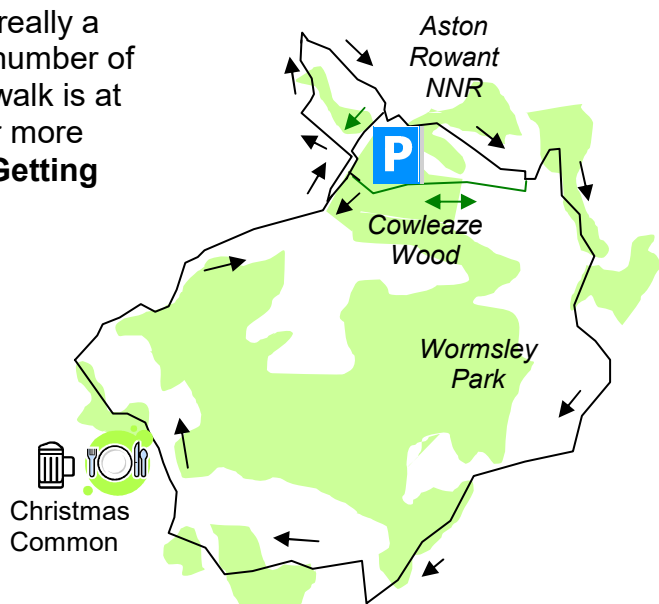 really a
number of
walk is at
r more
Getting
Aston
Rowant
NNR
P
Cowleaze
Wood
Wormsley
Park
Christmas
Common